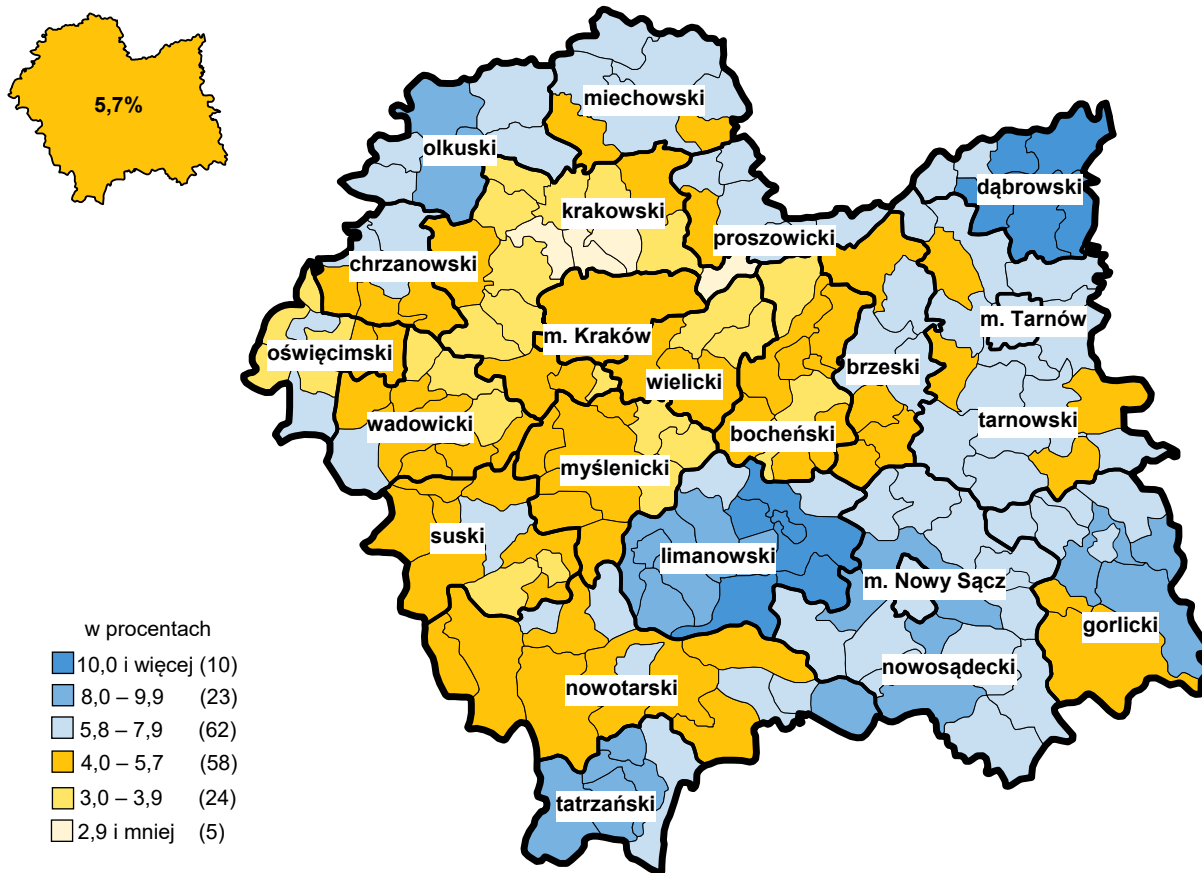 5,7%
miechowski
olkuski
dąbrowski
krakowski
proszowicki
chrzanowski
m. Tarnów
m. Kraków
oświęcimski
brzeski
wielicki
wadowicki
tarnowski
bocheński
myślenicki
suski
limanowski
m. Nowy Sącz
gorlicki
nowosądecki
nowotarski
tatrzański
w procentach
10,0 i więcej (10)
8,0 – 9,9 (23)
5,8 – 7,9 (62)
4,0 – 5,7 (58)
3,0 – 3,9 (24)
2,9 i mniej (5)